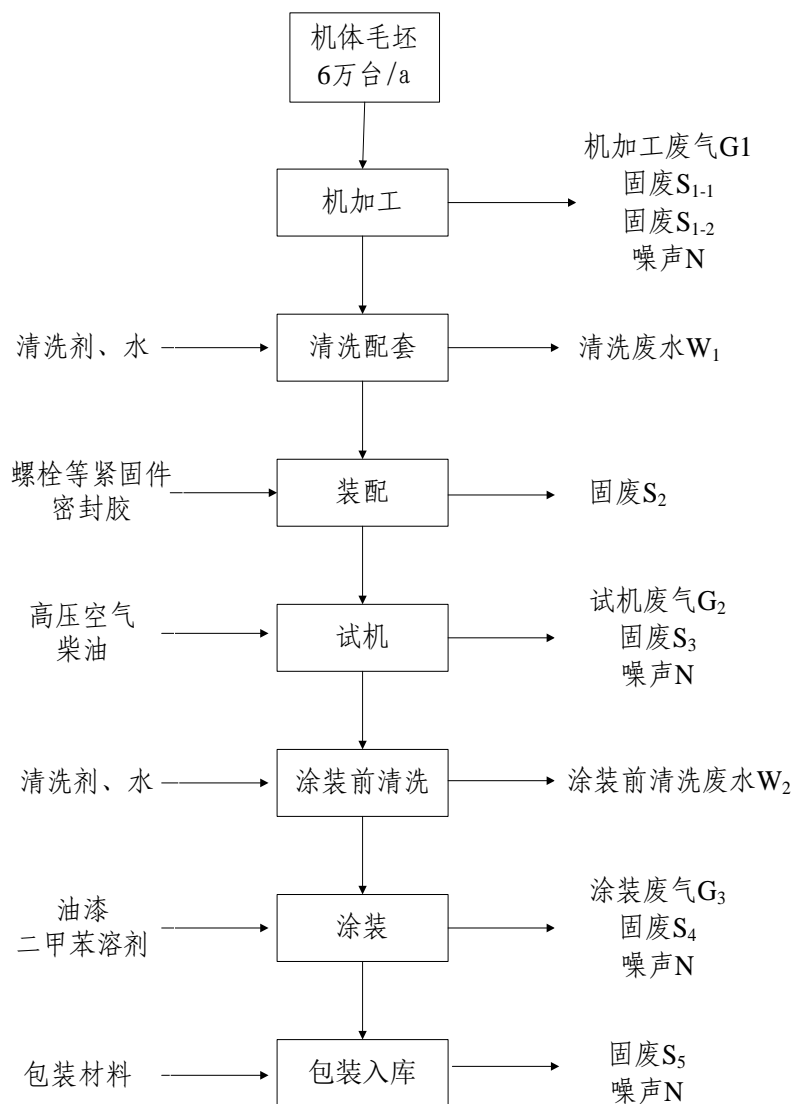 机体毛坯
6万台/a
机加工
机加工废气G1
固废S1-1
固废S1-2
噪声N
清洗剂、水
清洗配套
清洗废水W1
螺栓等紧固件
密封胶
装配
固废S2
高压空气
柴油
试机
试机废气G2
固废S3
噪声N
清洗剂、水
涂装前清洗
涂装前清洗废水W2
油漆
二甲苯溶剂
涂装
涂装废气G3
固废S4
噪声N
包装材料
包装入库
固废S5
噪声N